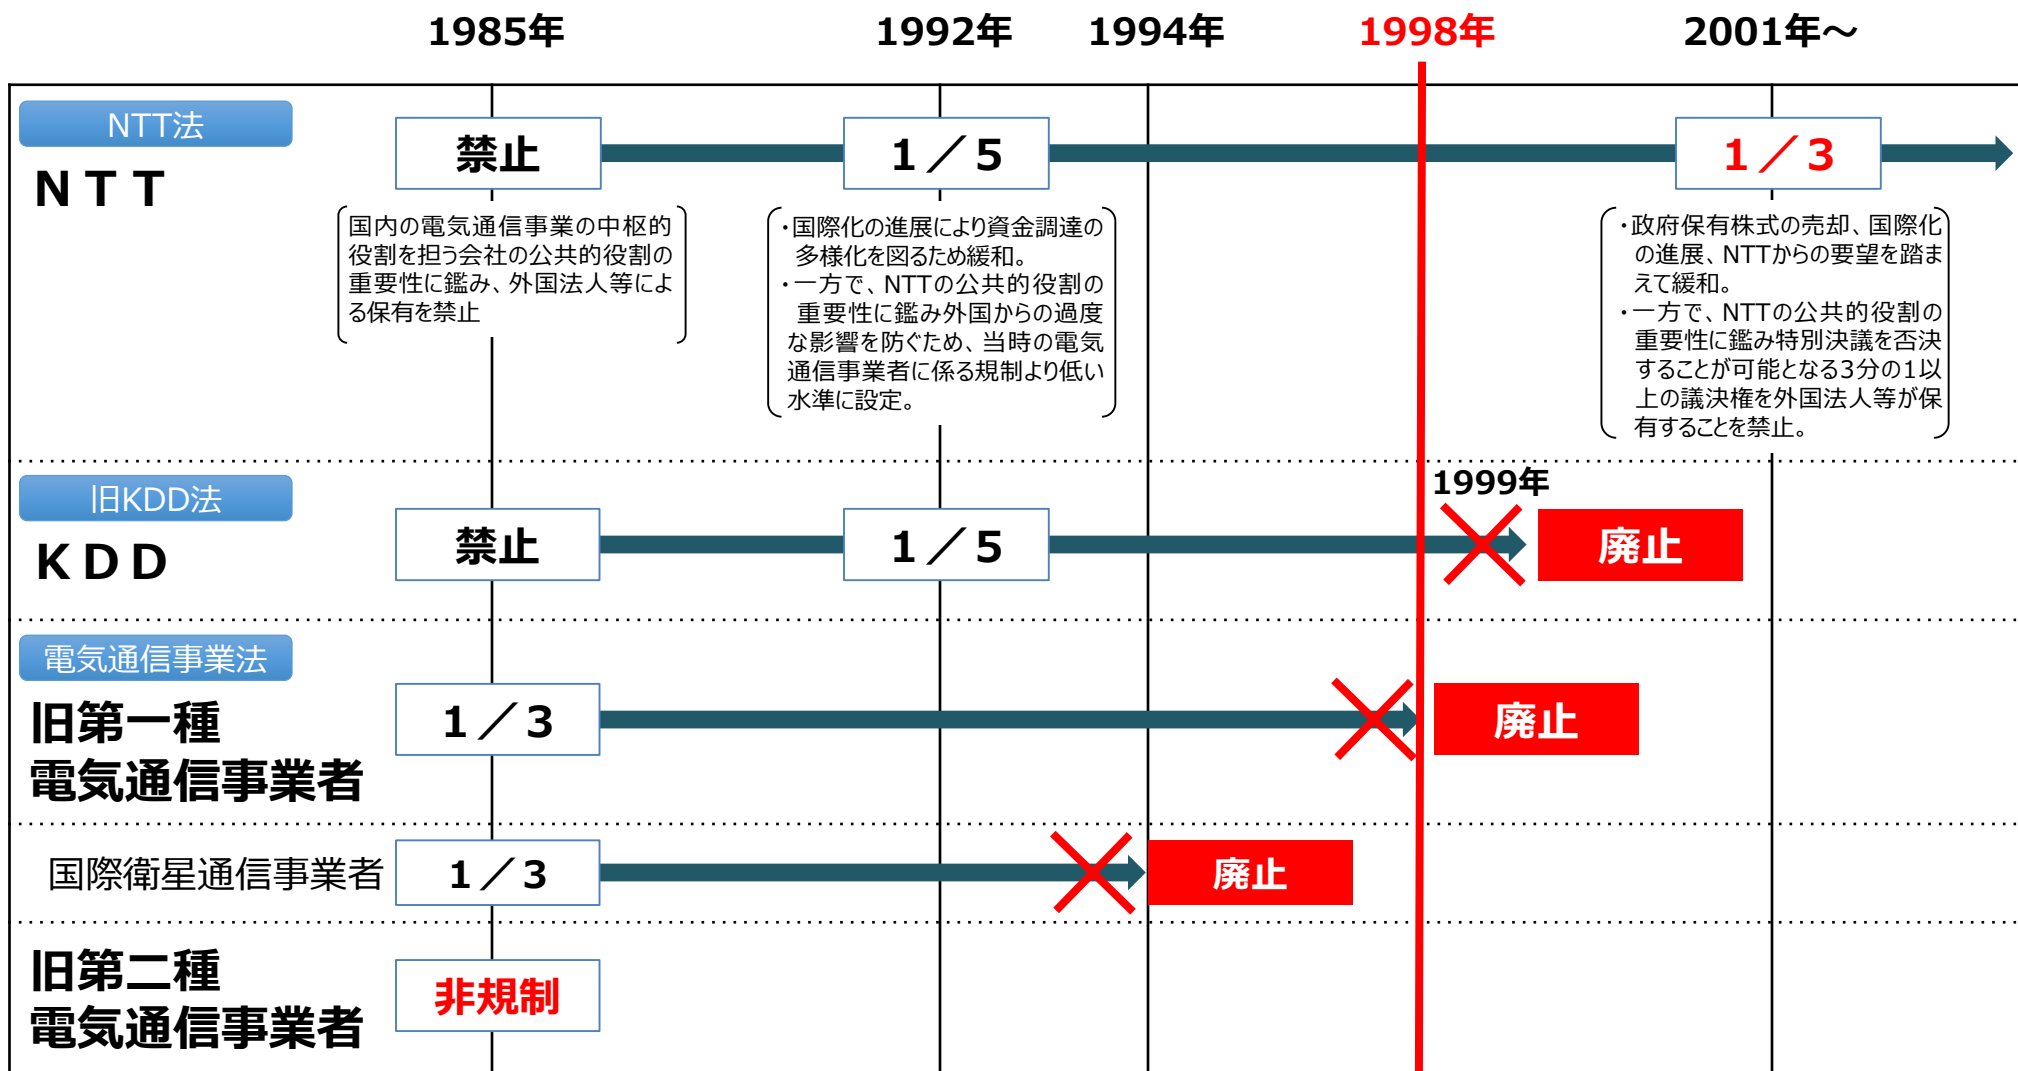 1985年
1992年
1994年
1998年
2001年～
NTT法
ＮＴＴ
禁止
１／５
１／３
国内の電気通信事業の中枢的
役割を担う会社の公共的役割の
重要性に鑑み、外国法人等によ
る保有を禁止
・国際化の進展により資金調達の
多様化を図るため緩和。
・一方で、NTTの公共的役割の
重要性に鑑み外国からの過度
な影響を防ぐため、当時の電気
通信事業者に係る規制より低い
水準に設定。
・政府保有株式の売却、国際化
の進展、NTTからの要望を踏ま
えて緩和。
・一方で、NTTの公共的役割の
重要性に鑑み特別決議を否決
することが可能となる3分の1以
上の議決権を外国法人等が保
有することを禁止。
旧KDD法
ＫＤＤ
禁止
１／５
1999年
廃止
電気通信事業法
旧第一種
電気通信事業者
１／３
廃止
国際衛星通信事業者
１／３
廃止
旧第二種
電気通信事業者
非規制